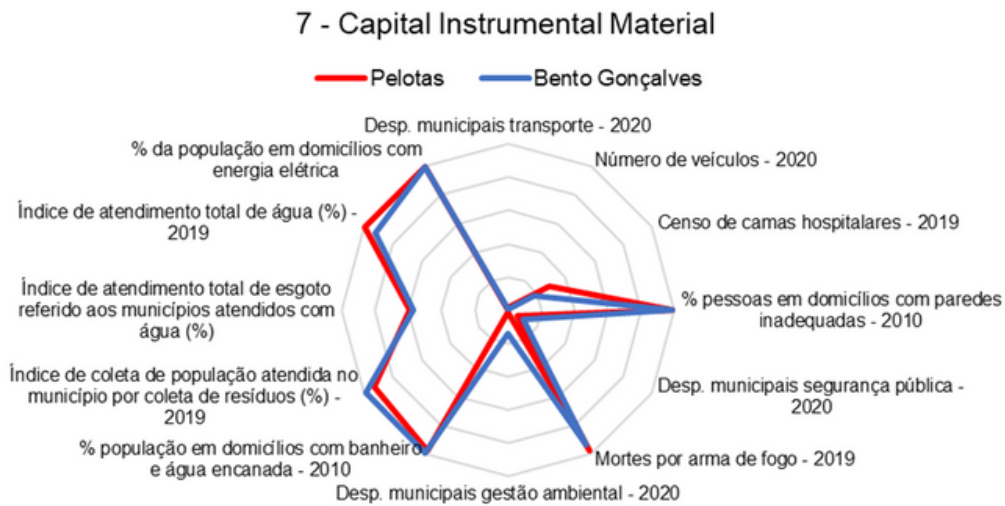 7 - Capital Instrumental Material
Pelotas
Bento Gonçalves
Desp. municipais transporte - 2020
Número de veículos - 2020
Censo de camas hospitalares - 2019
% pessoas em domicílios com paredes
inadequadas - 2010
Desp. municipais segurança pública -
2020
Mortes por arma de fogo - 2019
Desp. municipais gestão ambiental - 2020
% população em domicílios com banheiro
e água encanada - 2010
Índice de coleta de população atendida no
município por coleta de resíduos (%) -
2019
Índice de atendimento total de esgoto
referido aos municípios atendidos com
água (%)
Índice de atendimento total de água (%) -
2019
% da população em domicílios com
energia elétrica